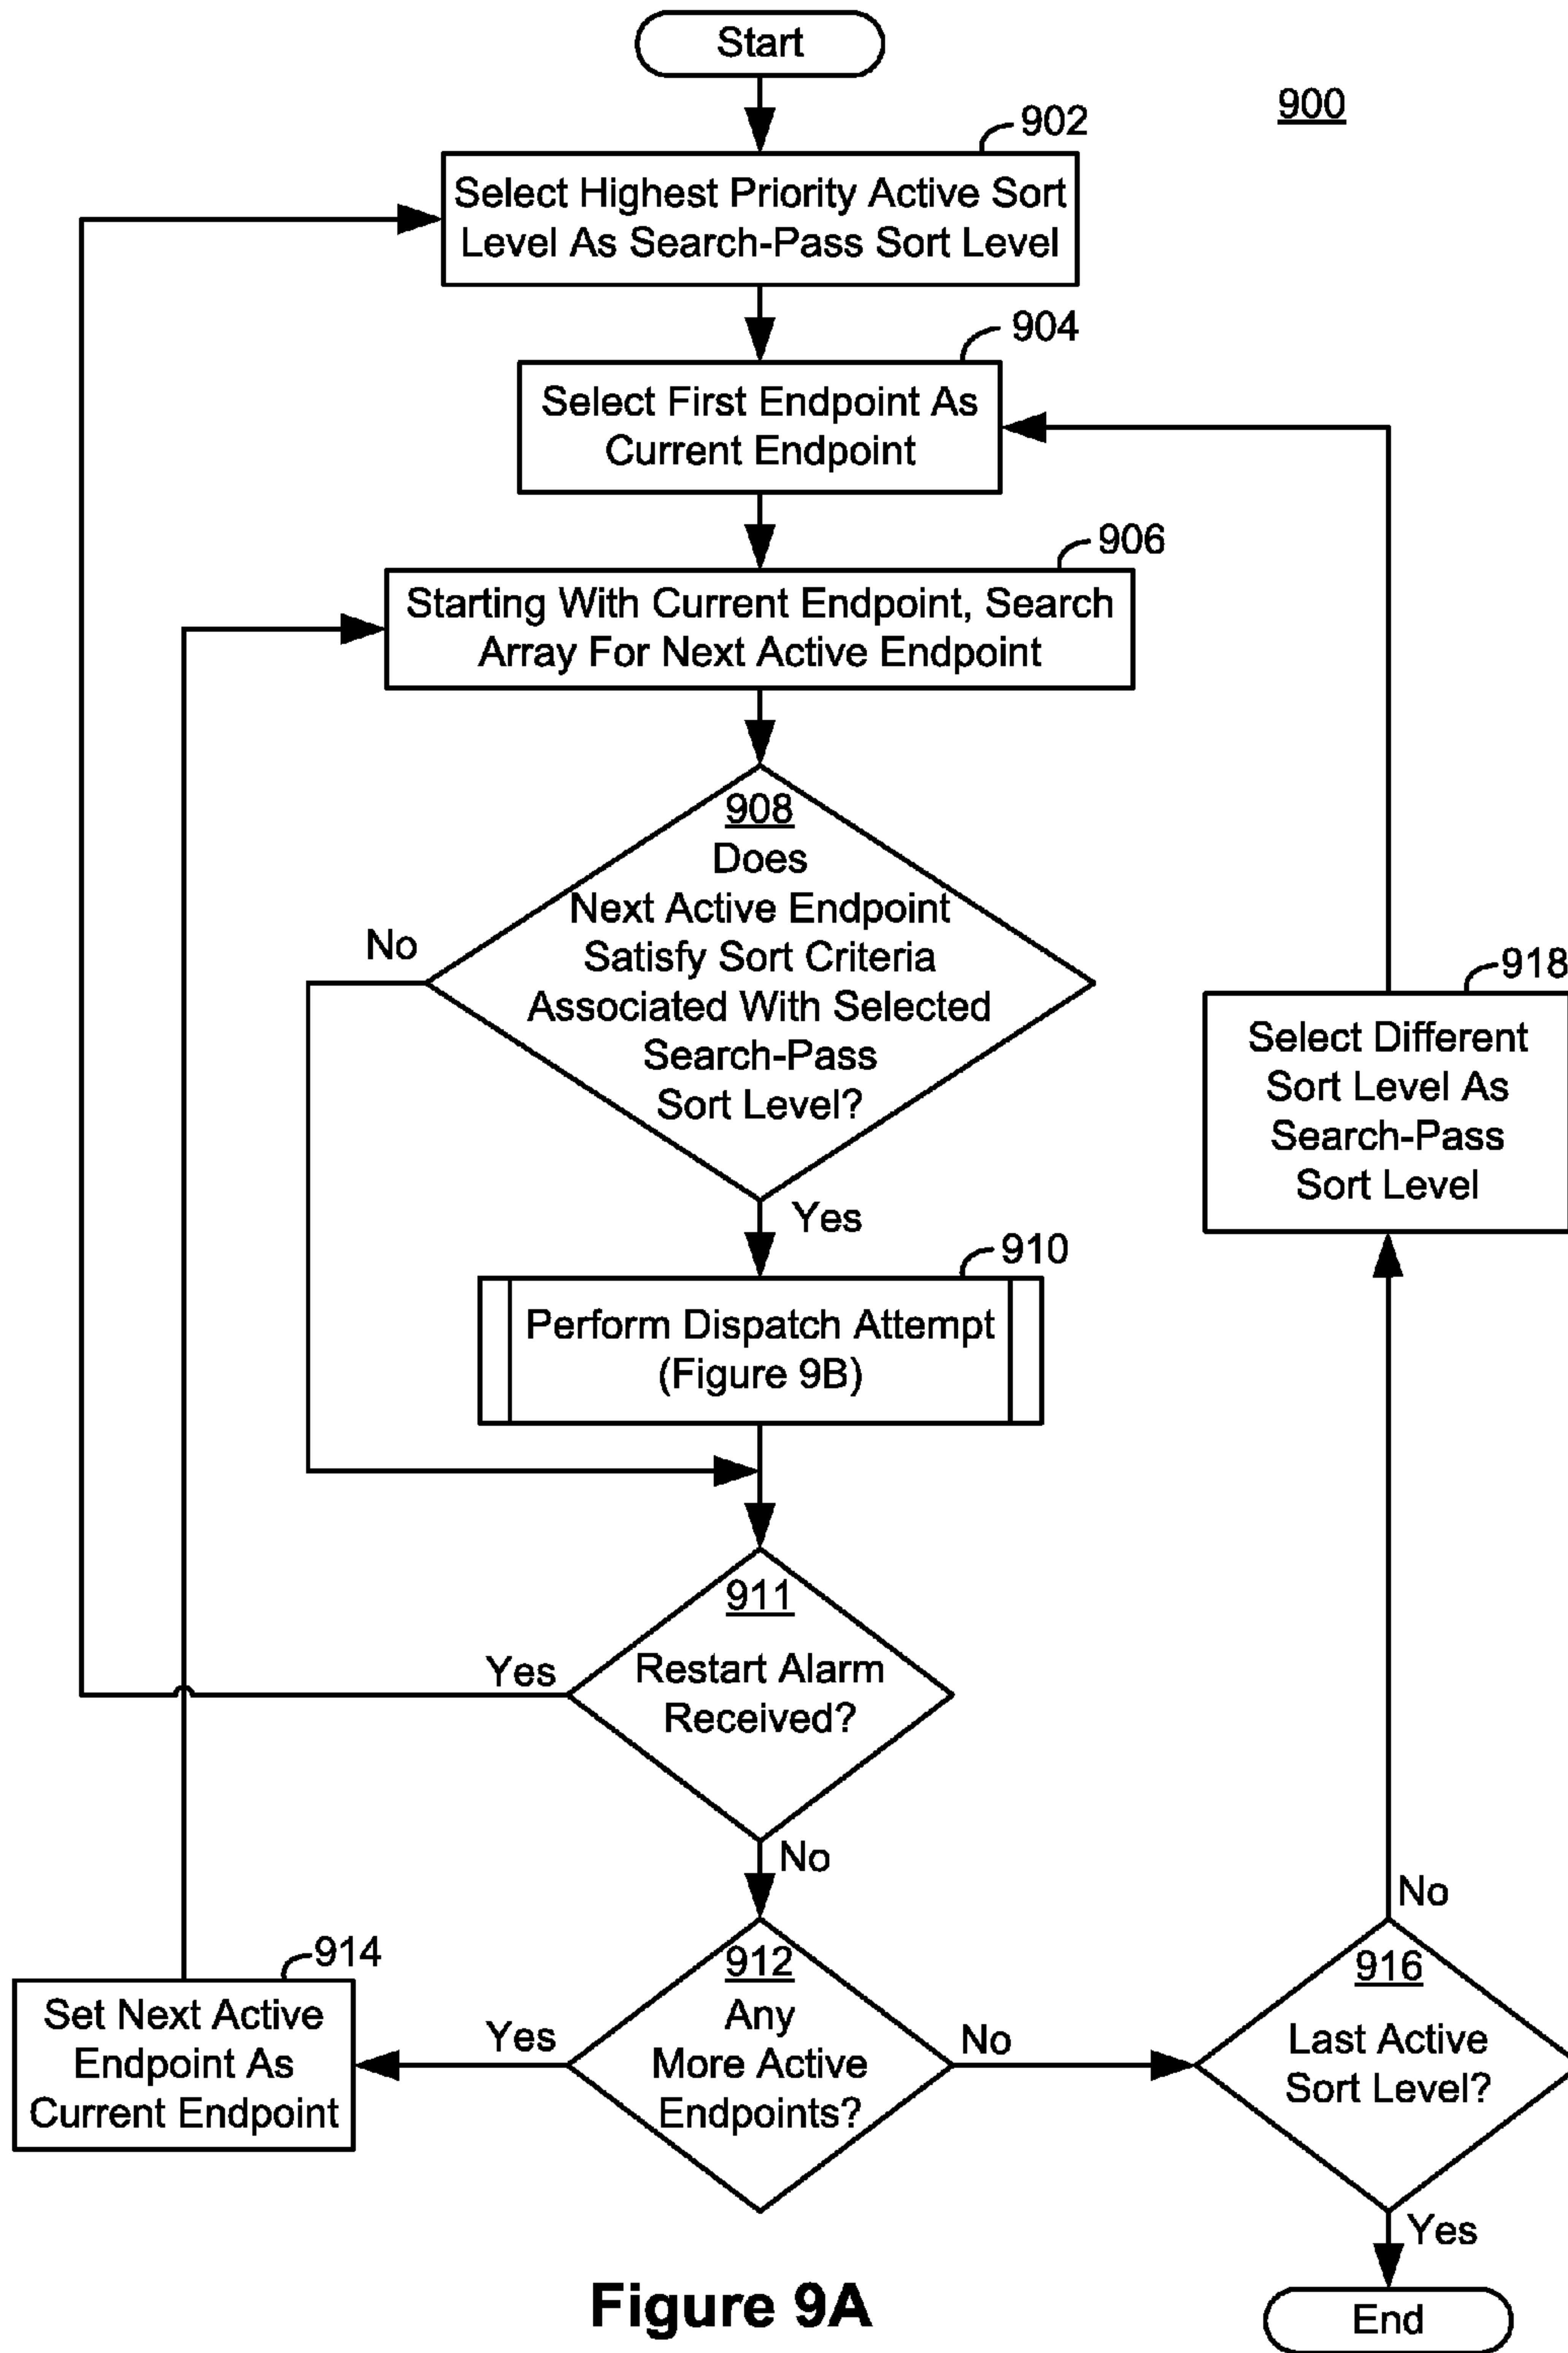 Start
900
902
Select Highest Priority Active Sort
Level As Search-Pass Sort Level
904
Select First Endpoint As
Current Endpoint
906
Starting With Current Endpoint, Search
Array For Next Active Endpoint
908
Does
Next Active Endpoint
Satisfy Sort Criteria
Associated With Selected
Search-Pass
Sort Level?
No
Yes
918
Select Different
Sort Level As
Search-Pass
Sort Level
910
Perform Dispatch Attempt
(Figure 9B)
911
Restart Alarm
Received?
Yes
No
912
Any
More Active
Endpoints?
Yes
No
914
Set Next Active
Endpoint As
Current Endpoint
916
Last Active
Sort Level?
No
Yes
End
Figure 9A